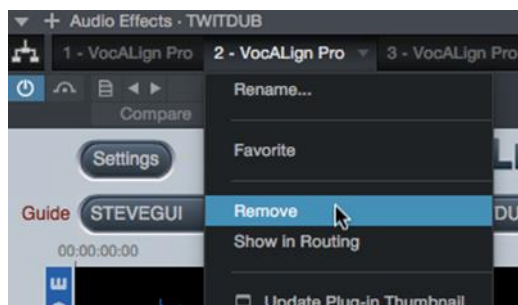 Audio Effects · TWITDUB
1 - VocALign Pro 2 - VocALign Pro 3 - VocALign Pro
Rename...
Compare
Favorite
Settings
Remove
Guide STEVEGUI
Show in Routing
00:00:00:00
Update Plug-in Thumbnail